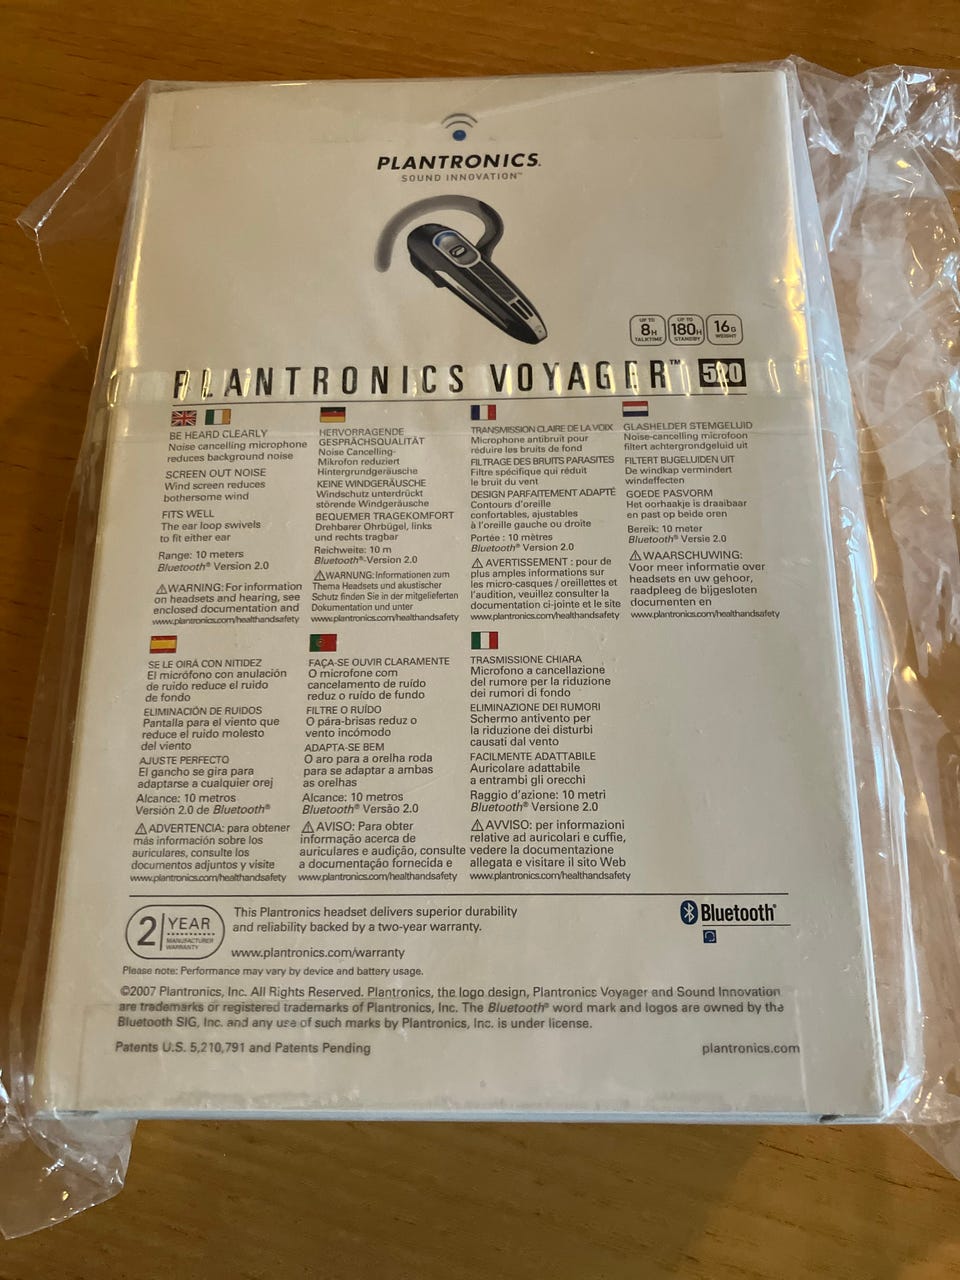 PLANTRONICS.
SOUND INNOVATION™
UP TO
8H
TALKTIME
UP TO
180H
STANDBY
16G
WEIGHT
PLANTRONICS VOYAGER™ 520
BE HEARD CLEARLY
Noise cancelling microphone
reduces background noise
SCREEN OUT NOISE
Wind screen reduces
bothersome wind
FITS WELL
The ear loop swivels
to fit either ear
Range: 10 meters
Bluetooth® Version 2.0
⚠WARNING: For information
on headsets and hearing, see
enclosed documentation and
www.plantronics.com/healthandsafety
HERVORRAGENDE
GESPRÄCHSQUALITÄT
Noise Cancelling-
Mikrofon reduziert
Hintergrundgeräusche
KEINE WINDGERÄUSCHE
Windschutz unterdrückt
störende Windgeräusche
BEQUEMER TRAGEKOMFORT
Drehbarer Ohrbügel, links
und rechts tragbar
Reichweite: 10 m
Bluetooth®-Version 2.0
⚠WARNUNG: Informationen zum
Thema Headsets und akustischer
Schutz finden Sie in der mitgelieferten
Dokumentation und unter
www.plantronics.com/healthandsafety
TRANSMISSION CLAIRE DE LA VOIX
Microphone antibruit pour
réduire les bruits de fond
FILTRAGE DES BRUITS PARASITES
Filtre spécifique qui réduit
le bruit du vent
DESIGN PARFAITEMENT ADAPTÉ
Contours d'oreille
confortables, ajustables
à l'oreille gauche ou droite
Portée : 10 mètres
Bluetooth® Version 2.0
⚠ AVERTISSEMENT : pour de
plus amples informations sur
les micro-casques / oreillettes et
l'audition, veuillez consulter la
documentation ci-jointe et le site
www.plantronics.com/healthandsafety
GLASHELDER STEMGELUID
Noise-cancelling microfoon
filtert achtergrondgeluid uit
FILTERT BIJGELUIDEN UIT
De windkap vermindert
windeffecten
GOEDE PASVORM
Het oorhaakje is draaibaar
en past op beide oren
Bereik: 10 meter
Bluetooth® Versie 2.0
⚠WAARSCHUWING:
Voor meer informatie over
headsets en uw gehoor,
raadpleeg de bijgesloten
documenten en
www.plantronics.com/healthandsafety
SE LE OIRÁ CON NITIDEZ
El micrófono con anulación
de ruido reduce el ruido
de fondo
ELIMINACIÓN DE RUIDOS
Pantalla para el viento que
reduce el ruido molesto
del viento
AJUSTE PERFECTO
El gancho se gira para
adaptarse a cualquier orej
Alcance: 10 metros
Versión 2.0 de Bluetooth®
⚠ADVERTENCIA: para obtener
más información sobre los
auriculares, consulte los
documentos adjuntos y visite
www.plantronics.com/healthandsafety
FAÇA-SE OUVIR CLARAMENTE
O microfone com
cancelamento de ruído
reduz o ruído de fundo
FILTRE O RUÍDO
O pára-brisas reduz o
vento incómodo
ADAPTA-SE BEM
O aro para a orelha roda
para se adaptar a ambas
as orelhas
Alcance: 10 metros
Bluetooth® Versão 2.0
⚠ AVISO: Para obter
informação acerca de
auriculares e audição, consulte
a documentação fornecida e
www.plantronics.com/healthandsafety
TRASMISSIONE CHIARA
Microfono a cancellazione
del rumore per la riduzione
dei rumori di fondo
ELIMINAZIONE DEI RUMORI
Schermo antivento per
la riduzione dei disturbi
causati dal vento
FACILMENTE ADATTABILE
Auricolare adattabile
a entrambi gli orecchi
Raggio d'azione: 10 metri
Bluetooth® Versione 2.0
⚠ AVVISO: per informazioni
relative ad auricolari e cuffie,
vedere la documentazione
allegata e visitare il sito Web
www.plantronics.com/healthandsafety
2 YEAR
MANUFACTURER
WARRANTY
This Plantronics headset delivers superior durability
and reliability backed by a two-year warranty.
www.plantronics.com/warranty
Bluetooth®
Please note: Performance may vary by device and battery usage.
©2007 Plantronics, Inc. All Rights Reserved. Plantronics, the logo design, Plantronics Voyager and Sound Innovation
are trademarks or registered trademarks of Plantronics, Inc. The Bluetooth® word mark and logos are owned by the
Bluetooth SIG, Inc. and any use of such marks by Plantronics, Inc. is under license.
Patents U.S. 5,210,791 and Patents Pending
plantronics.com